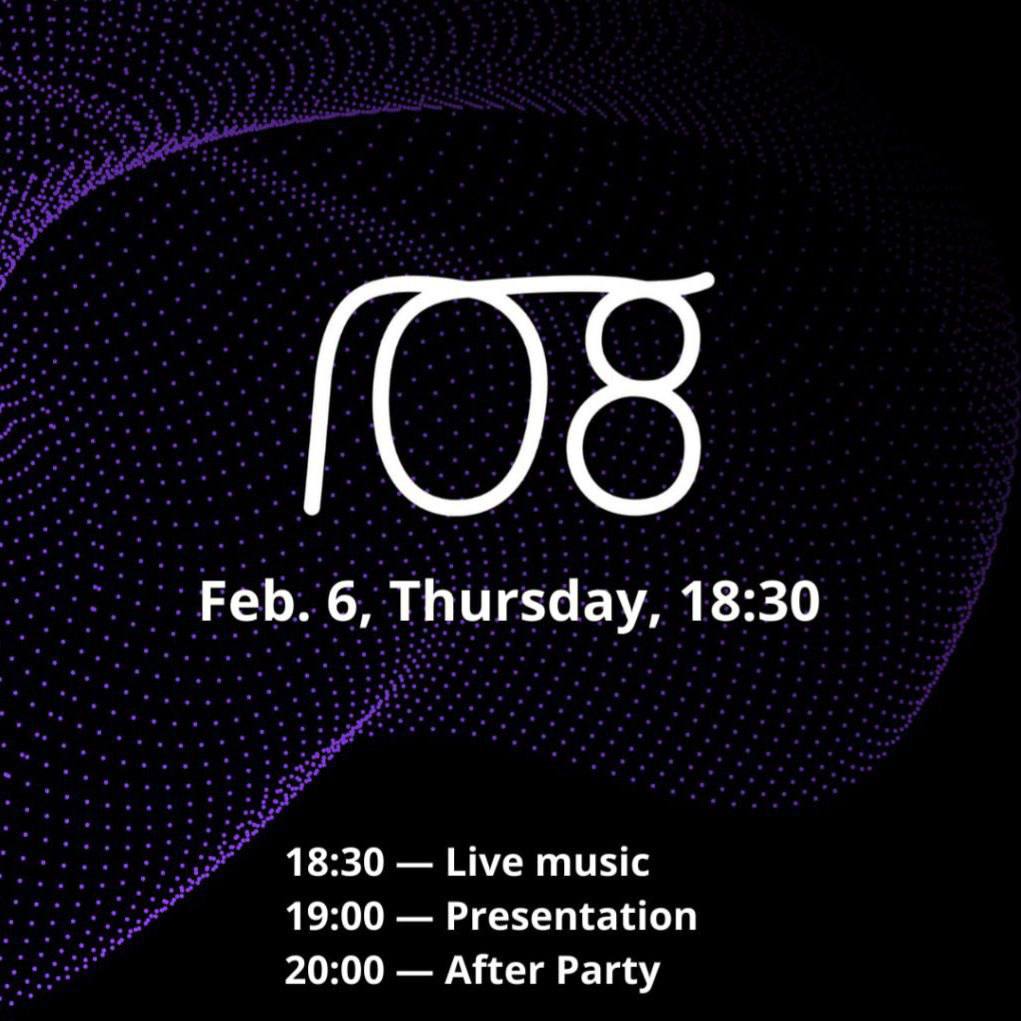 108
Feb. 6, Thursday, 18:30
18:30 — Live music
19:00 — Presentation
20:00 — After Party